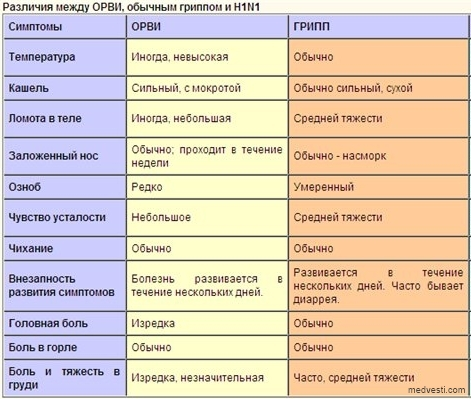 Различия между ОРВИ, обычным гриппом и H1N1
Симптомы ОРВИ ГРИПП
Температура Иногда, невысокая Обычно
Кашель Сильный, с мокротой Обычно сильный, сухой
Ломота в теле Иногда, небольшая Средней тяжести
Заложенный нос Обычно; проходит в течение Обычно - насморк
недели
Озноб Редко Умеренный
Чувство усталости Небольшое Средней тяжести
Чихание Обычно Обычно
Внезапность Болезнь развивается в Развивается в течение
развития симптомов течение нескольких дней. нескольких дней. Часто бывает
диаррея.
Головная боль Изредка Обычно
Боль в горле Обычно Обычно
Боль и тяжесть в Изредка, незначительная Часто, средней тяжести
груди
medvesti.com